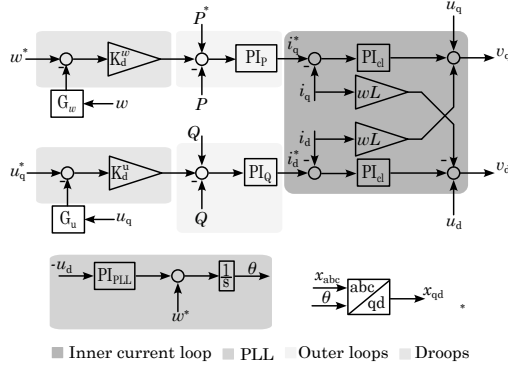 P* u_q
w* - K_d^w - PI_P i_q* - PI_cl v_q
G_w w P i_q wL
Q i_d wL
u_q* - K_d^u - PI_Q i_d* - PI_cl - v_d
G_u u_q Q u_d
-u_d PI_PLL 1/s θ
w*
x_abc abc
θ qd x_qd *
Inner current loop PLL Outer loops Droops